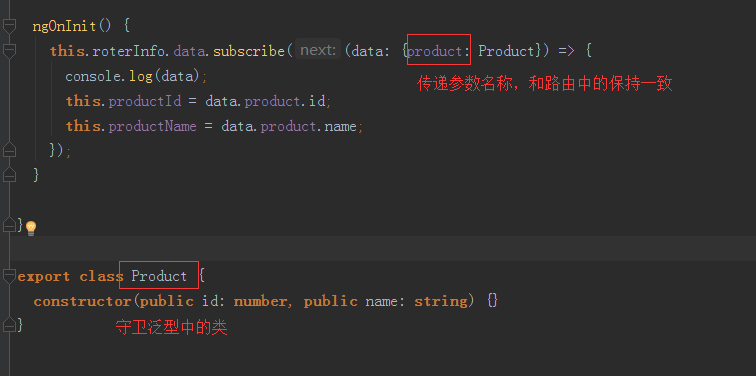 ngOnInit() {
this.roterInfo.data.subscribe( next: (data: {product: Product}) => {
console.log(data);
传递参数名称，和路由中的保持一致
this.productId = data.product.id;
this.productName = data.product.name;
});
}
}
export class Product {
constructor(public id: number, public name: string) {}
}
守卫泛型中的类